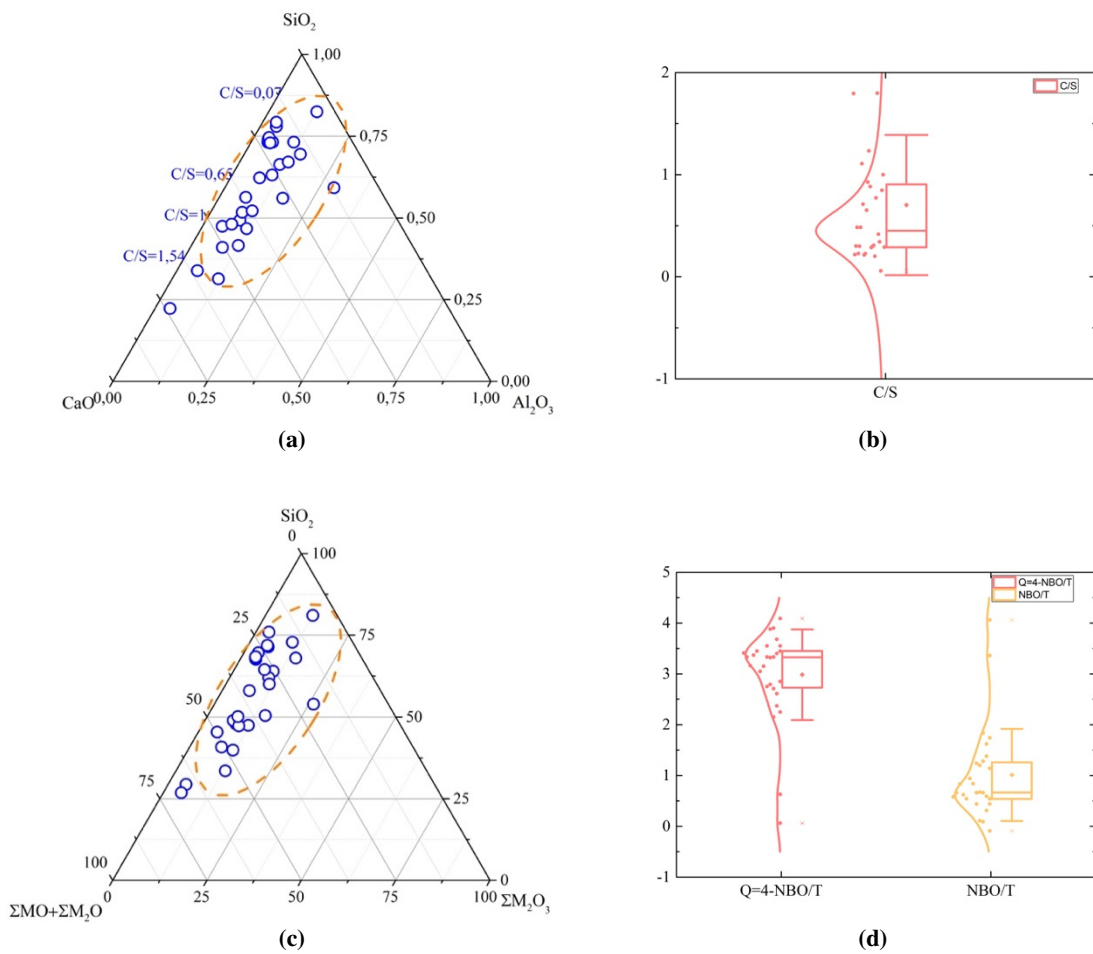 SiO₂
1,00
C/S=0,07
0,75
C/S=0,65
C/S=1
0,50
C/S=1,54
0,25
0,00
CaO
0,00
0,25
0,50
0,75
1,00
Al₂O₃
(a)
2
C/S
1
0
-1
C/S
(b)
SiO₂
0
100
25
75
50
50
75
25
100
0
0
25
50
75
100
ΣMO+ΣM₂O
ΣM₂O₃
(c)
5
Q=4-NBO/T
NBO/T
4
3
2
1
0
-1
Q=4-NBO/T
NBO/T
(d)